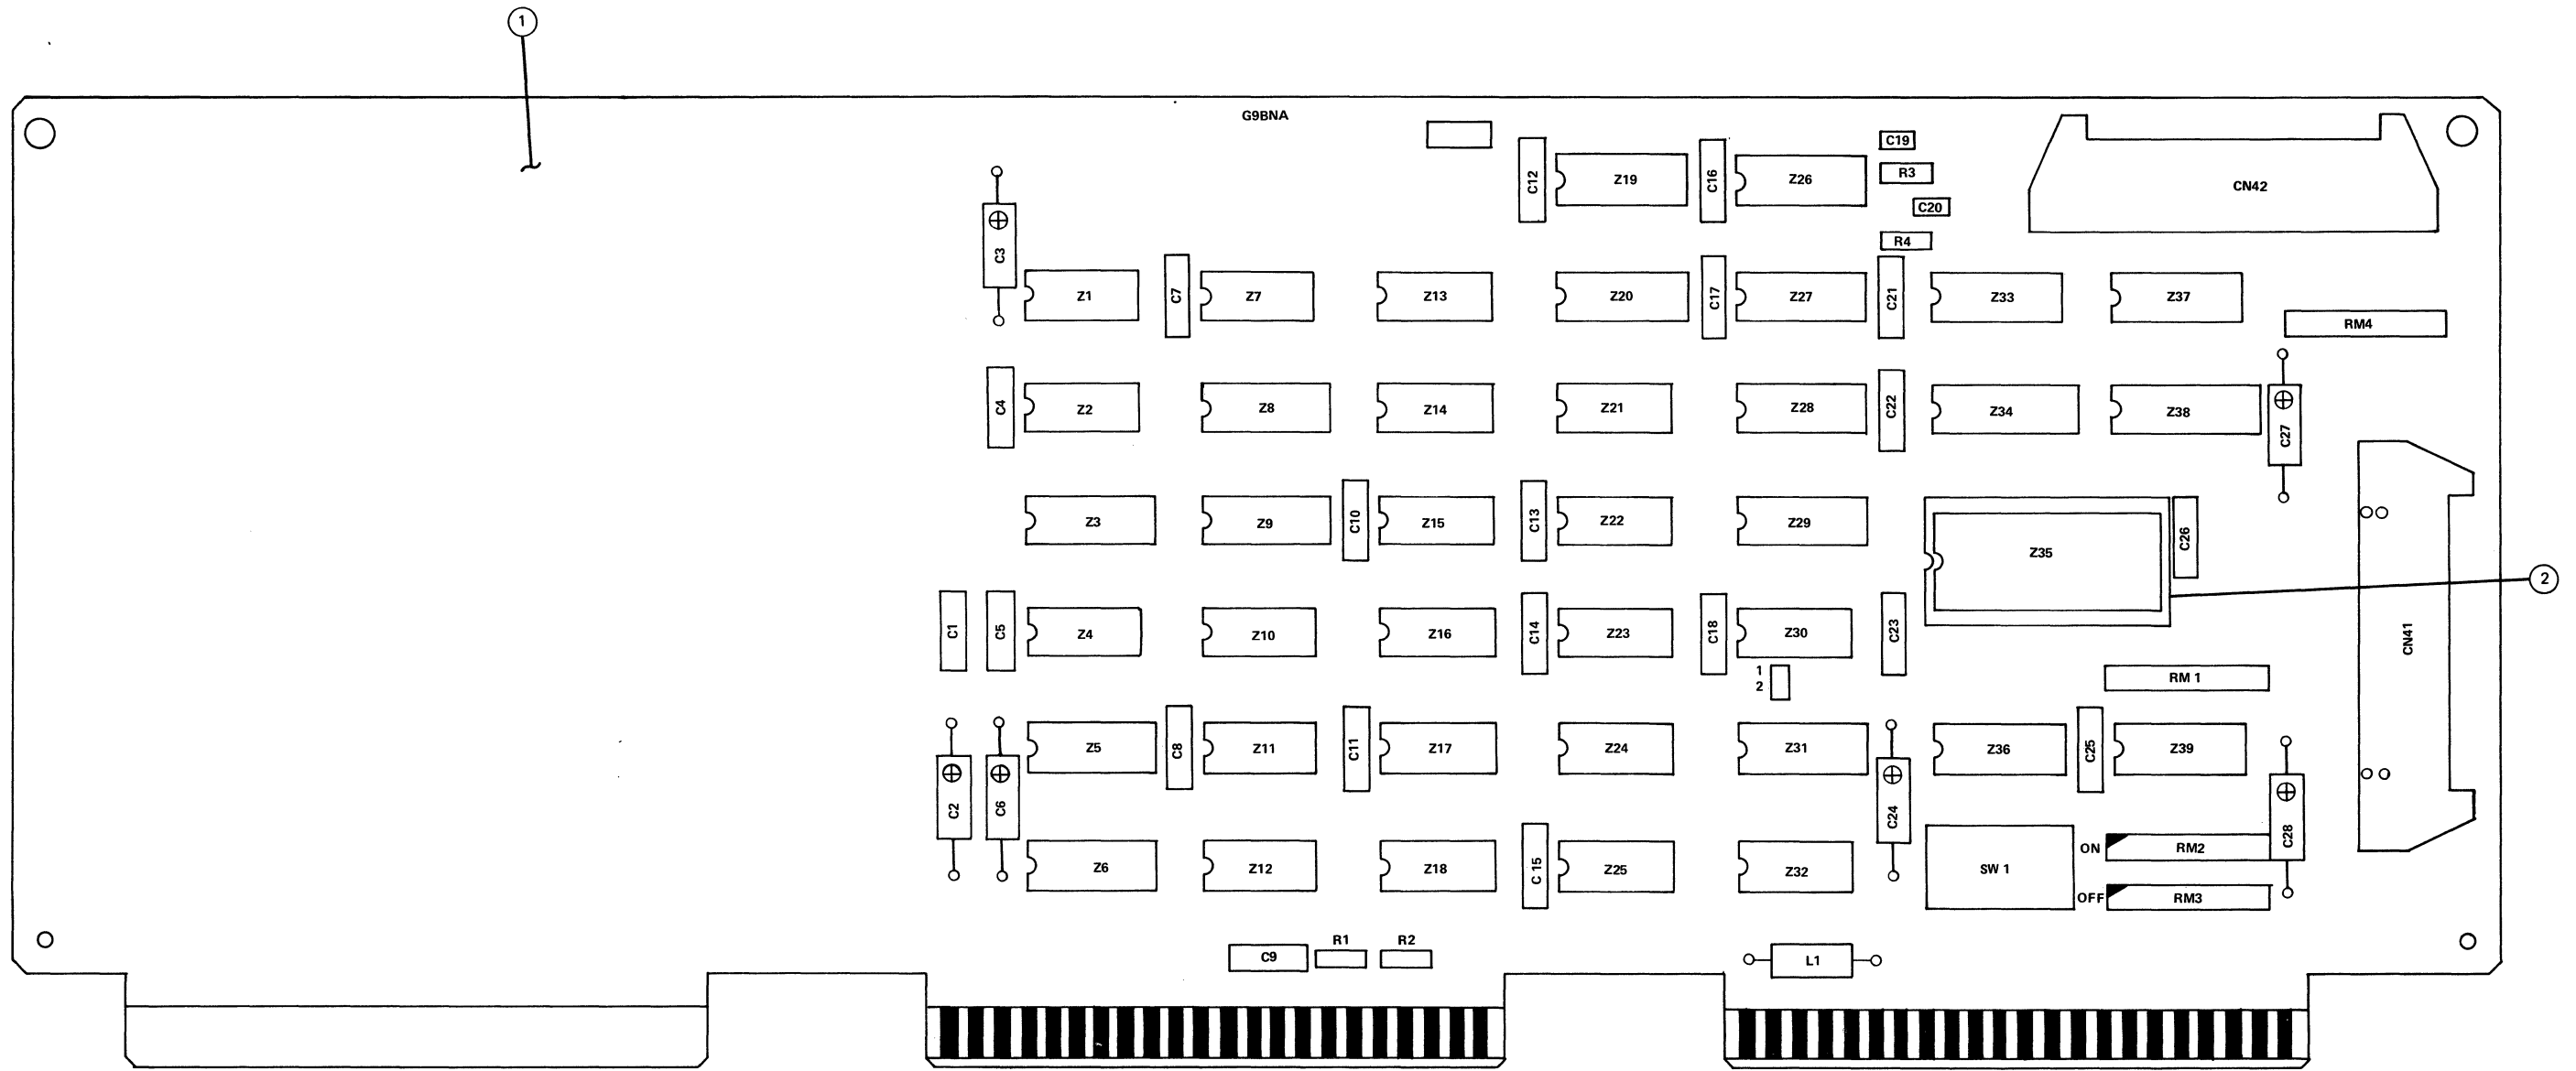 1
G9BNA
C19
C12
Z19
C16
Z26
R3
CN42
C20
R4
C3
Z1
C7
Z7
Z13
Z20
C17
Z27
C21
Z33
Z37
RM4
C4
Z2
Z8
Z14
Z21
Z28
C22
Z34
Z38
C27
Z3
Z9
C10
Z15
C13
Z22
Z29
Z35
C26
2
C1
C5
Z4
Z10
Z16
C14
Z23
C18
Z30
C23
CN41
1
2
RM 1
Z5
C8
Z11
C11
Z17
Z24
Z31
Z36
C25
Z39
C2
C6
C24
C28
ON
RM2
Z6
Z12
Z18
C 15
Z25
Z32
SW 1
OFF
RM3
R1
R2
C9
L1